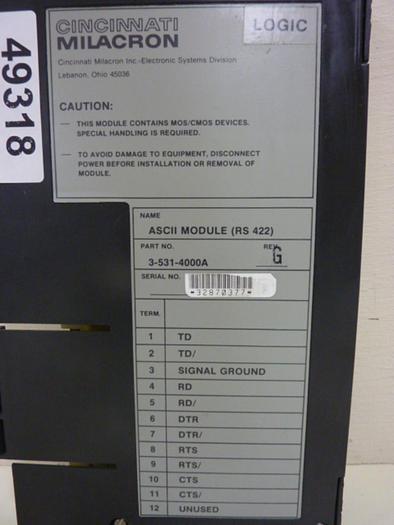 49318
CINCINNATI
MILACRON
LOGIC
Cincinnati Milacron Inc.-Electronic Systems Division
Lebanon, Ohio 45036
CAUTION:
— THIS MODULE CONTAINS MOS/CMOS DEVICES.
SPECIAL HANDLING IS REQUIRED.
— TO AVOID DAMAGE TO EQUIPMENT, DISCONNECT
POWER BEFORE INSTALLATION OR REMOVAL OF
MODULE.
NAME
ASCII MODULE (RS 422)
PART NO. REV.
3-531-4000A G
SERIAL NO.
*32870377*
TERM.
1 TD
2 TD/
3 SIGNAL GROUND
4 RD
5 RD/
6 DTR
7 DTR/
8 RTS
9 RTS/
10 CTS
11 CTS/
12 UNUSED